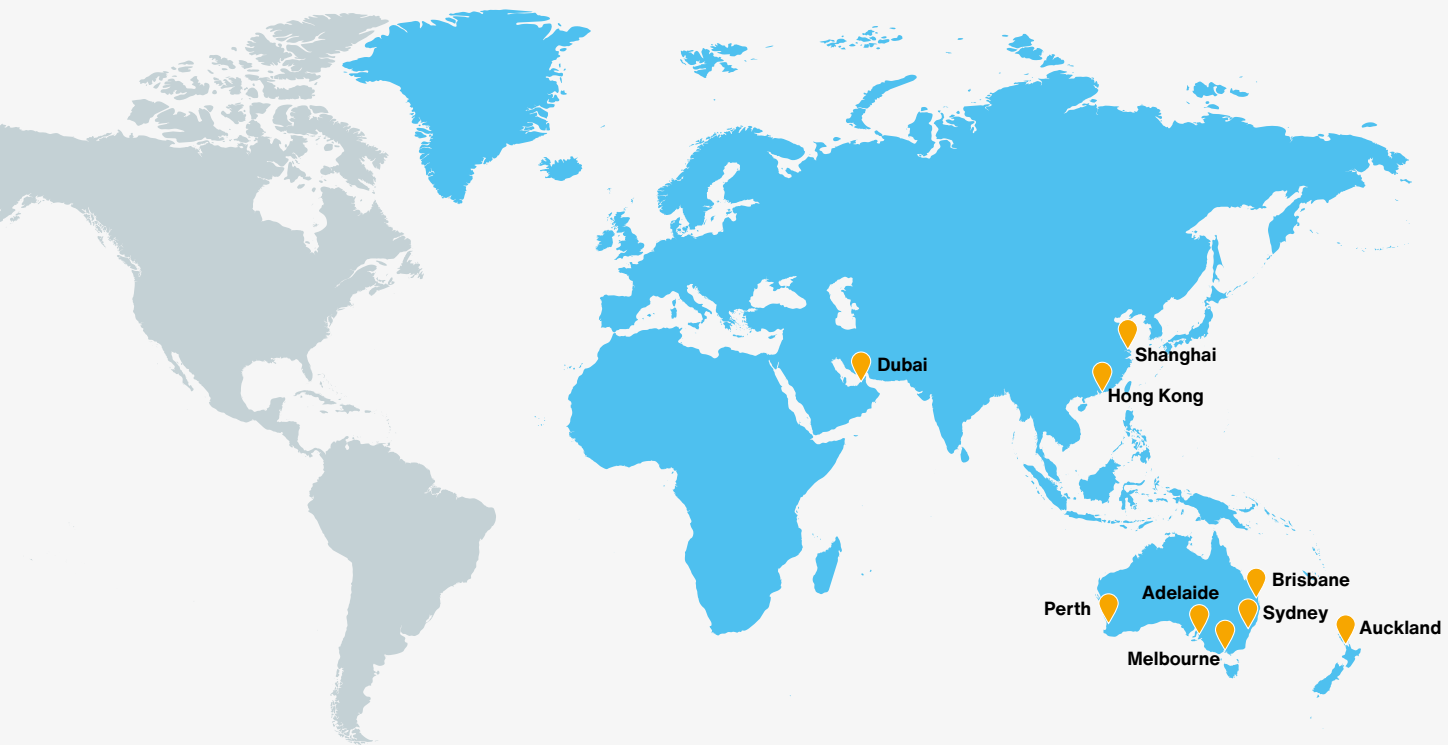 Shanghai
Dubai
Hong Kong
Brisbane
Adelaide
Perth
Sydney
Auckland
Melbourne